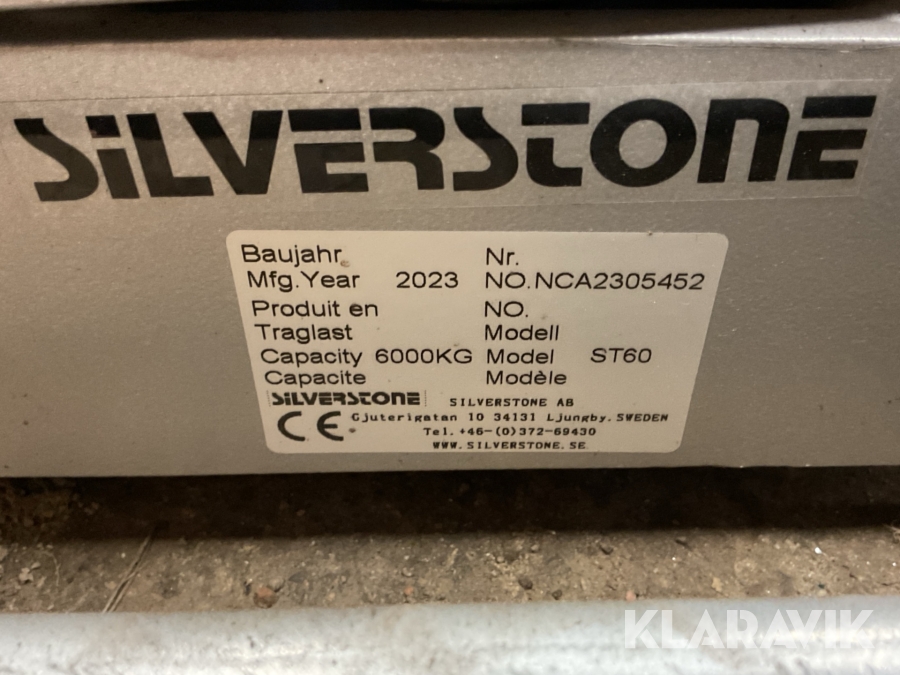 SiLVERSTONE
Baujahr Nr.
Mfg.Year 2023 NO.NCA2305452
Produit en NO.
Traglast Modell
Capacity 6000KG Model ST60
Capacite Modèle
SiLVERSTONE SILVERSTONE AB
CE Gjuterigatan 10 34131 Ljungby.SWEDEN
Tel.+46-(0)372-69430
WWW.SILVERSTONE.SE
KLARAVIK